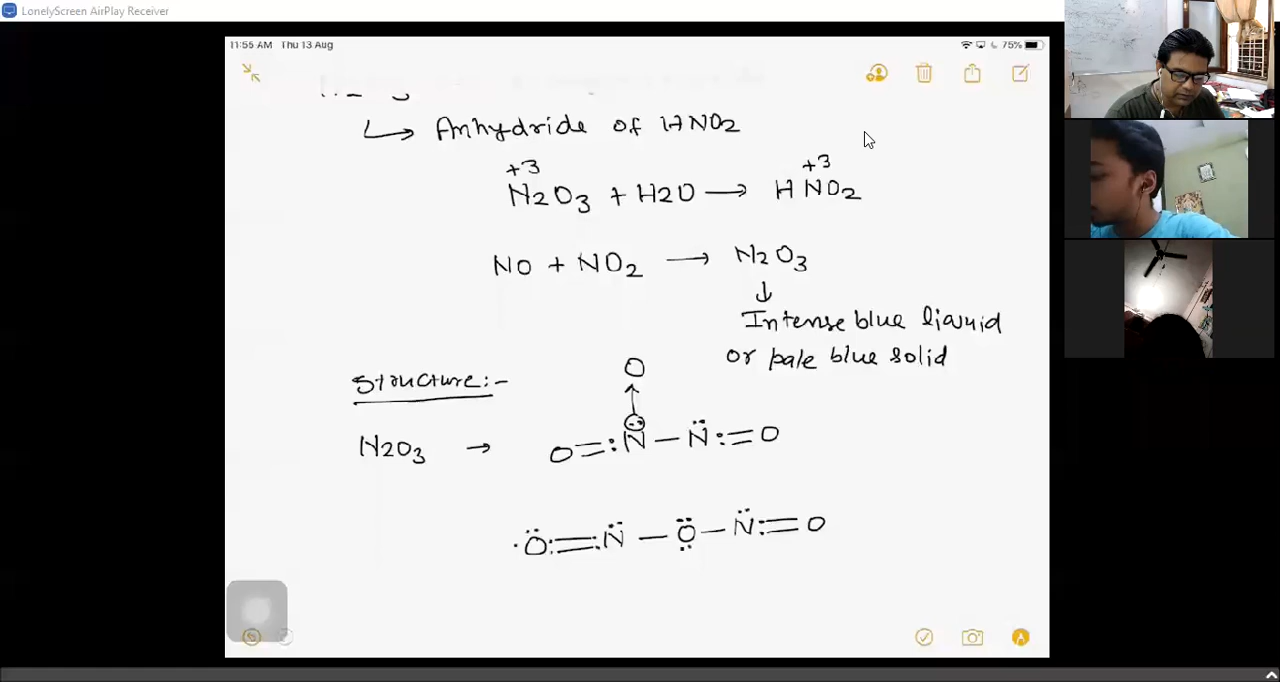 LonelyScreen AirPlay Receiver
11:55 AM Thu 13 Aug
75%
Anhydride of HNO2
+3 +3
N2O3 + H2O → HNO2
NO + NO2 → N2O3
↓
Intense blue liquid
or pale blue solid
Structure:-
O
↑
N2O3 → O=:N̈—N̈:=O
:Ö:=:N̈—Ö—N̈:=O